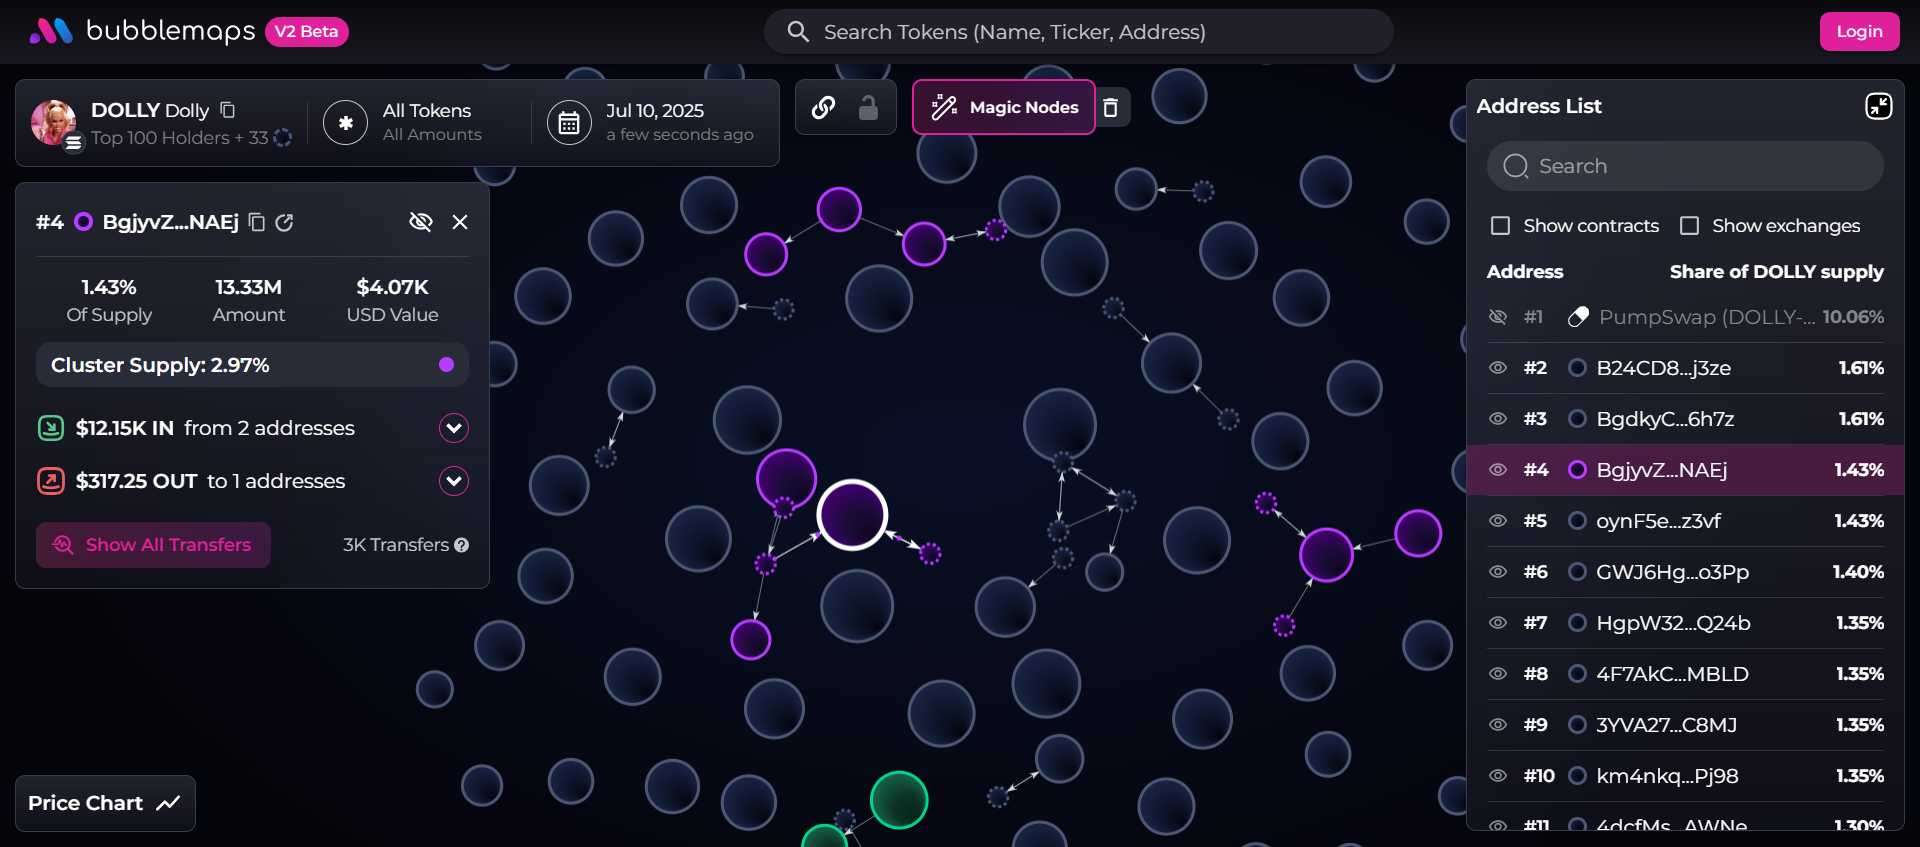 bubblemaps V2 Beta
Search Tokens (Name, Ticker, Address)
Login
DOLLY Dolly
Top 100 Holders + 33
All Tokens
All Amounts
Jul 10, 2025
a few seconds ago
Magic Nodes
#4 BgjyvZ...NAEj
1.43% 13.33M $4.07K
Of Supply Amount USD Value
Cluster Supply: 2.97%
$12.15K IN from 2 addresses
$317.25 OUT to 1 addresses
Show All Transfers 3K Transfers ?
Price Chart
Address List
Search
Show contracts Show exchanges
Address Share of DOLLY supply
#1 PumpSwap (DOLLY-... 10.06%
#2 B24CD8...j3ze 1.61%
#3 BgdkyC...6h7z 1.61%
#4 BgjyvZ...NAEj 1.43%
#5 oynF5e...z3vf 1.43%
#6 GWJ6Hg...o3Pp 1.40%
#7 HgpW32...Q24b 1.35%
#8 4F7AkC...MBLD 1.35%
#9 3YVA27...C8MJ 1.35%
#10 km4nkq...Pj98 1.35%
#11 4dcfMs...AWNe 1.30%